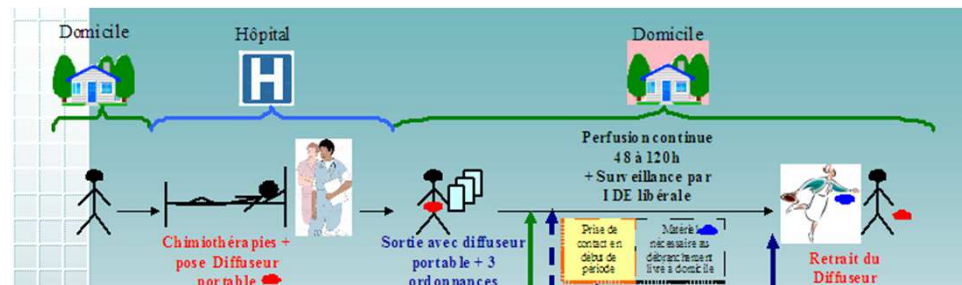 Domicile
Hôpital
Domicile
H
Perfusion continue
48 à 120h
+ Surveillance par
IDE libérale
Chimiothérapies +
pose Diffuseur
portable
Sortie avec diffuseur
portable + 3
ordonnances
Prise de
contact en
début de
période
Matériel
nécessaire au
débranchement
livré à domicile
Retrait du
Diffuseur